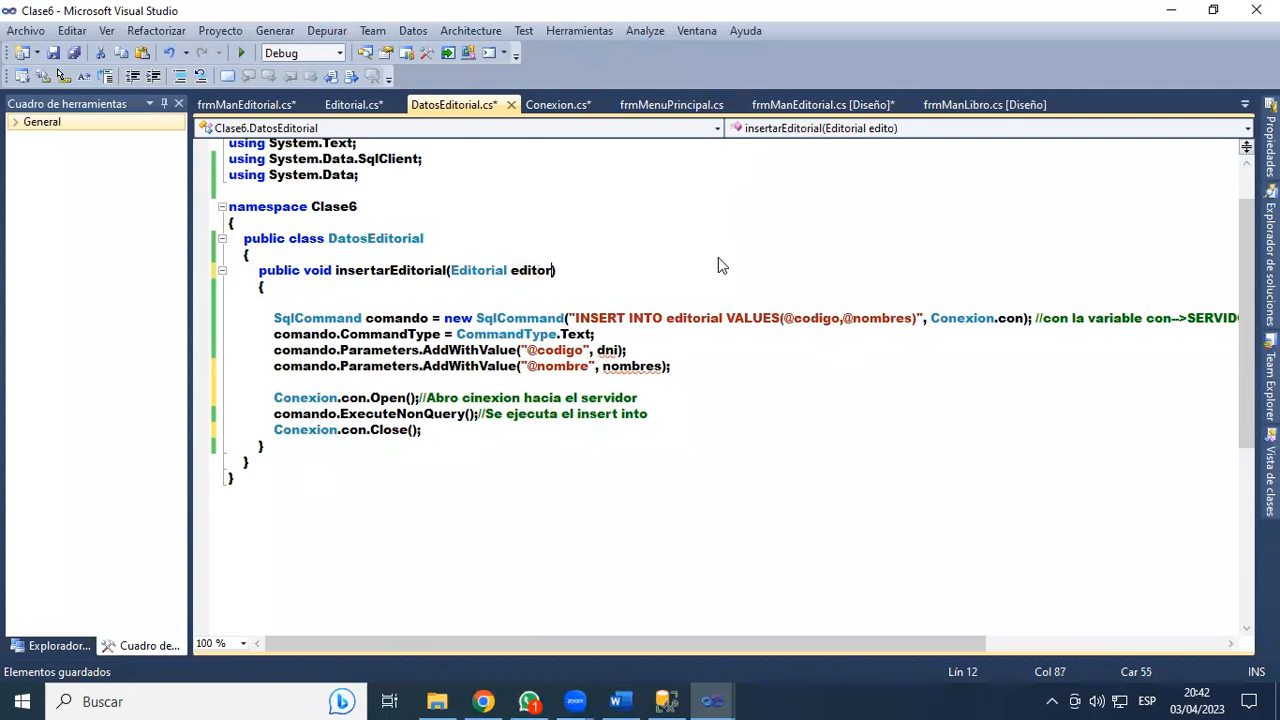 Clase6 - Microsoft Visual Studio
Archivo Editar Ver Refactorizar Proyecto Generar Depurar Team Datos Architecture Test Herramientas Analyze Ventana Ayuda
Debug
Cuadro de herramientas
frmManEditorial.cs* Editorial.cs* DatosEditorial.cs* Conexion.cs* frmMenuPrincipal.cs frmManEditorial.cs [Diseño]* frmManLibro.cs [Diseño]
General
Clase6.DatosEditorial insertarEditorial(Editorial edito)
using System.Text;
using System.Data.SqlClient;
using System.Data;
namespace Clase6
{
public class DatosEditorial
{
public void insertarEditorial(Editorial editor)
{
SqlCommand comando = new SqlCommand("INSERT INTO editorial VALUES(@codigo,@nombres)", Conexion.con); //con la variable con-->SERVIDO
comando.CommandType = CommandType.Text;
comando.Parameters.AddWithValue("@codigo", dni);
comando.Parameters.AddWithValue("@nombre", nombres);
Conexion.con.Open();//Abro cinexion hacia el servidor
comando.ExecuteNonQuery();//Se ejecuta el insert into
Conexion.con.Close();
}
}
}
Propiedades
Explorador de soluciones
Team Explorer
Vista de clases
100 %
Explorador... Cuadro de...
Elementos guardados Lín 12 Col 87 Car 55 INS
Buscar
1
zoom
ESP
20:42
03/04/2023